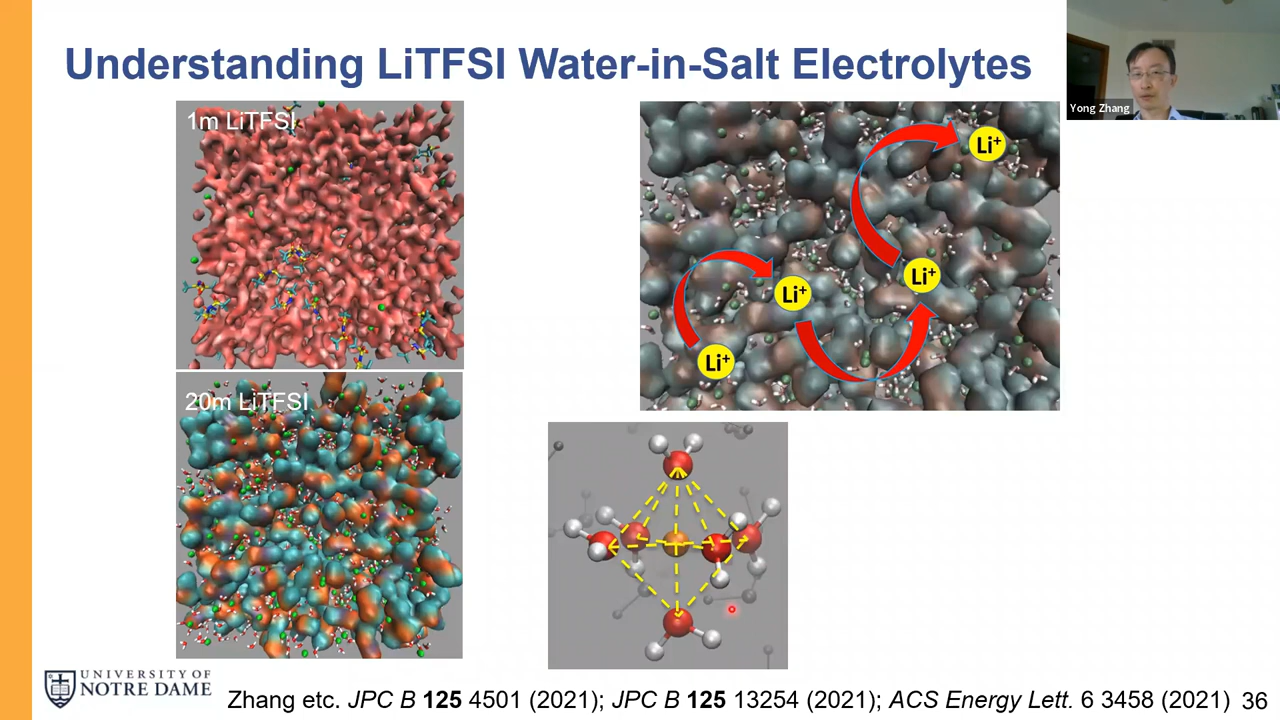 Understanding LiTFSI Water-in-Salt Electrolytes
Yong Zhang
1m LiTFSI
20m LiTFSI
Li⁺
Li⁺
Li⁺
Li⁺
UNIVERSITY OF
NOTRE DAME
Zhang etc. JPC B 125 4501 (2021); JPC B 125 13254 (2021); ACS Energy Lett. 6 3458 (2021)
36